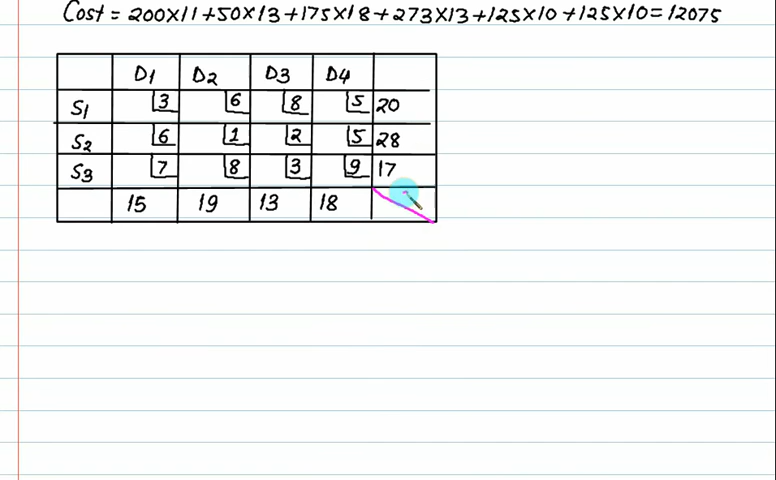 Cost = 200×11+50×13+175×18+273×13+125×10+125×10=12075
D1 D2 D3 D4
S1 3 6 8 5 20
S2 6 1 2 5 28
S3 7 8 3 9 17
15 19 13 18